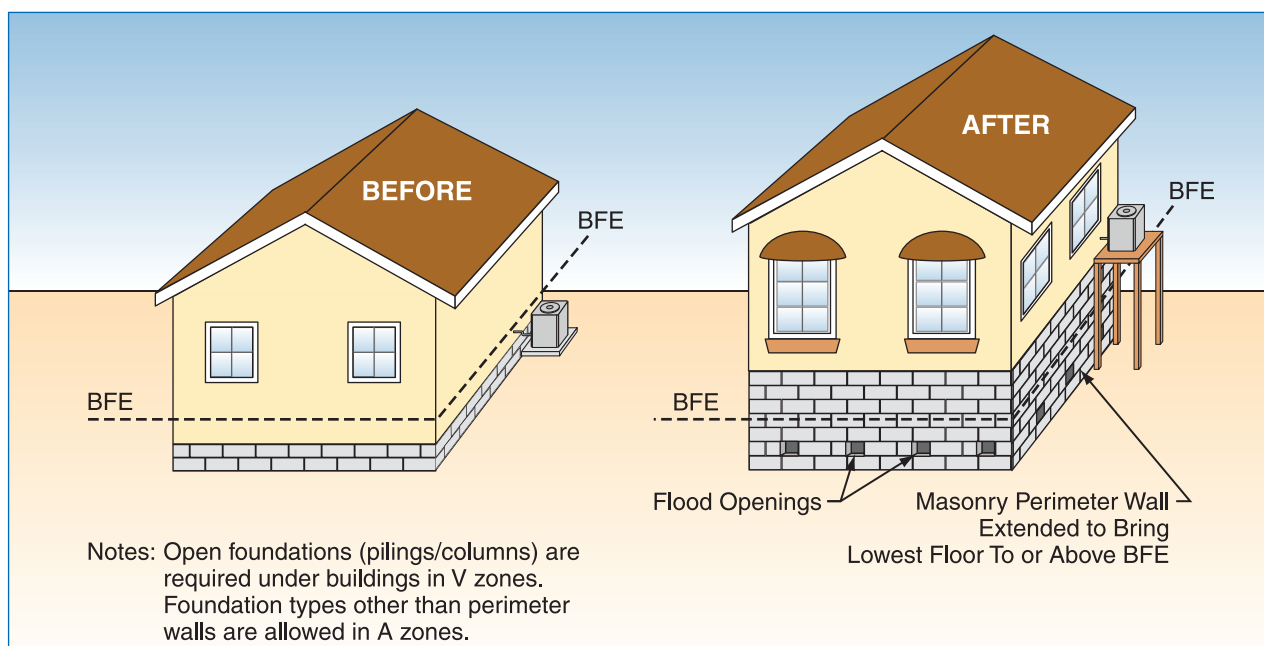 BEFORE
BFE
BFE
Notes: Open foundations (pilings/columns) are
required under buildings in V zones.
Foundation types other than perimeter
walls are allowed in A zones.
AFTER
BFE
BFE
Flood Openings
Masonry Perimeter Wall
Extended to Bring
Lowest Floor To or Above BFE